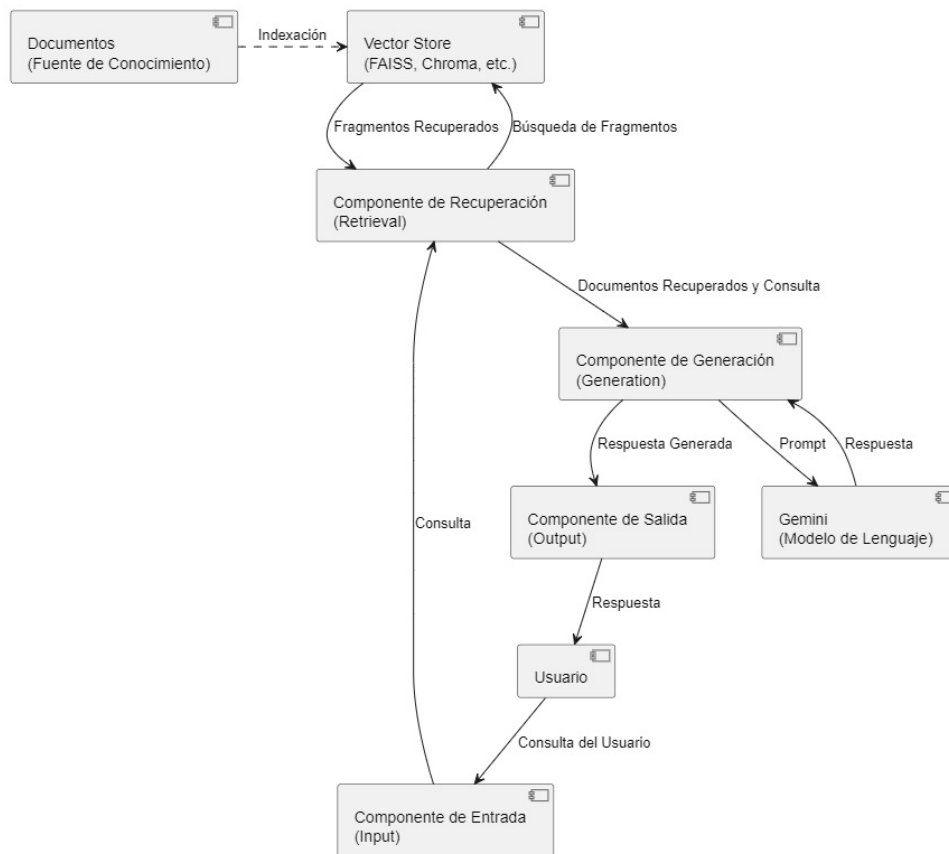 Documentos
(Fuente de Conocimiento)
Indexación
Vector Store
(FAISS, Chroma, etc.)
Fragmentos Recuperados
Búsqueda de Fragmentos
Componente de Recuperación
(Retrieval)
Documentos Recuperados y Consulta
Componente de Generación
(Generation)
Respuesta Generada
Prompt
Respuesta
Consulta
Componente de Salida
(Output)
Gemini
(Modelo de Lenguaje)
Respuesta
Usuario
Consulta del Usuario
Componente de Entrada
(Input)